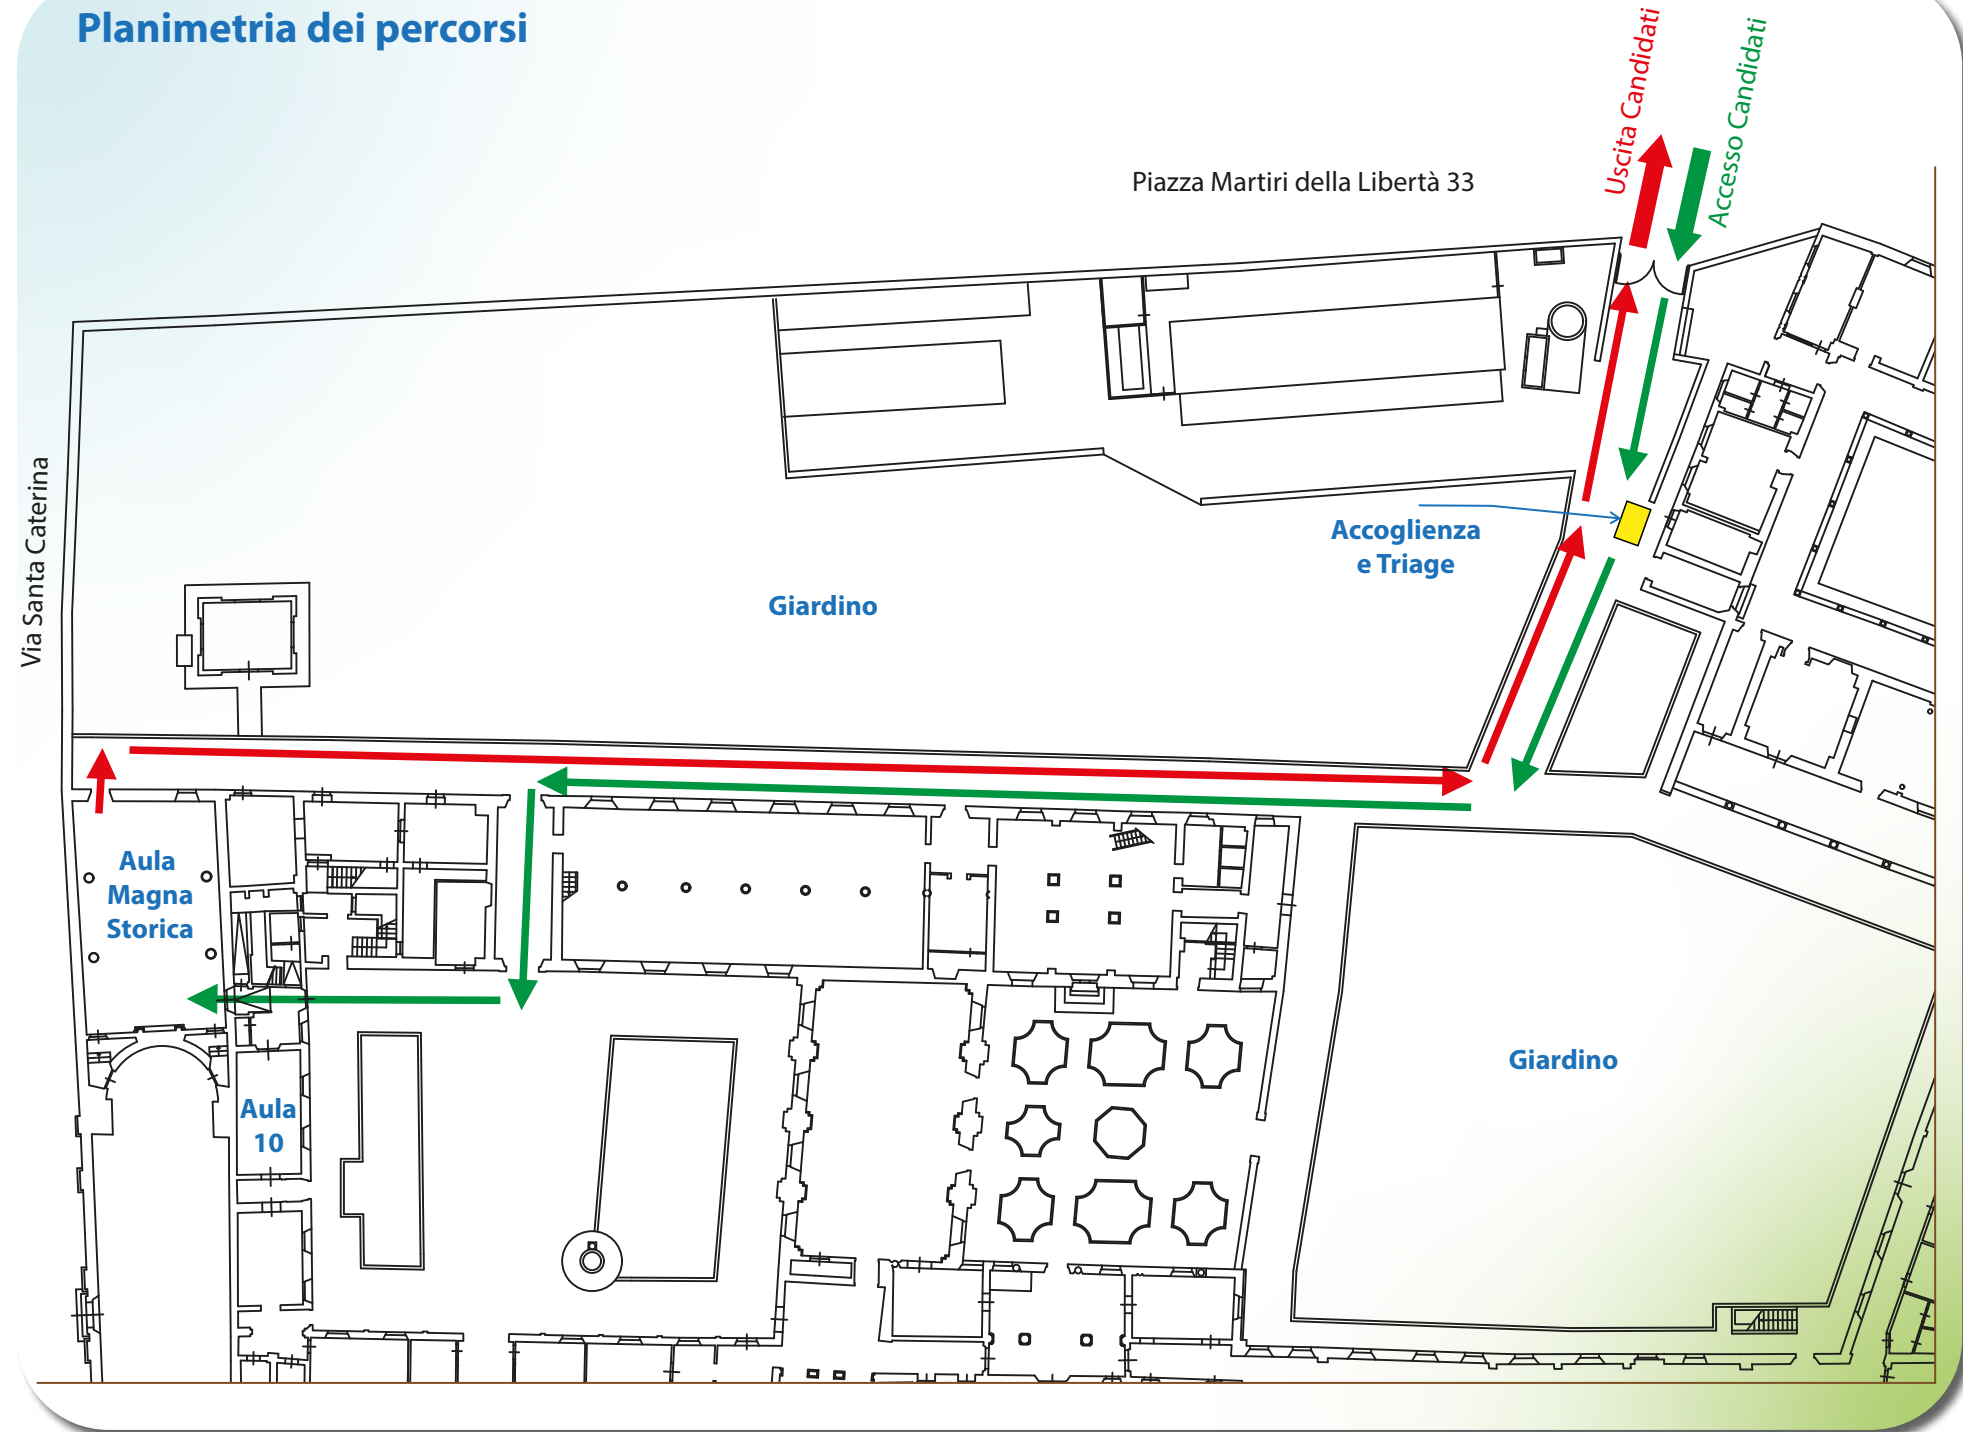 Planimetria dei percorsi
Uscita Candidati
Accesso Candidati
Piazza Martiri della Libertà 33
Via Santa Caterina
Accoglienza
e Triage
Giardino
Aula
Magna
Storica
Aula
10
Giardino